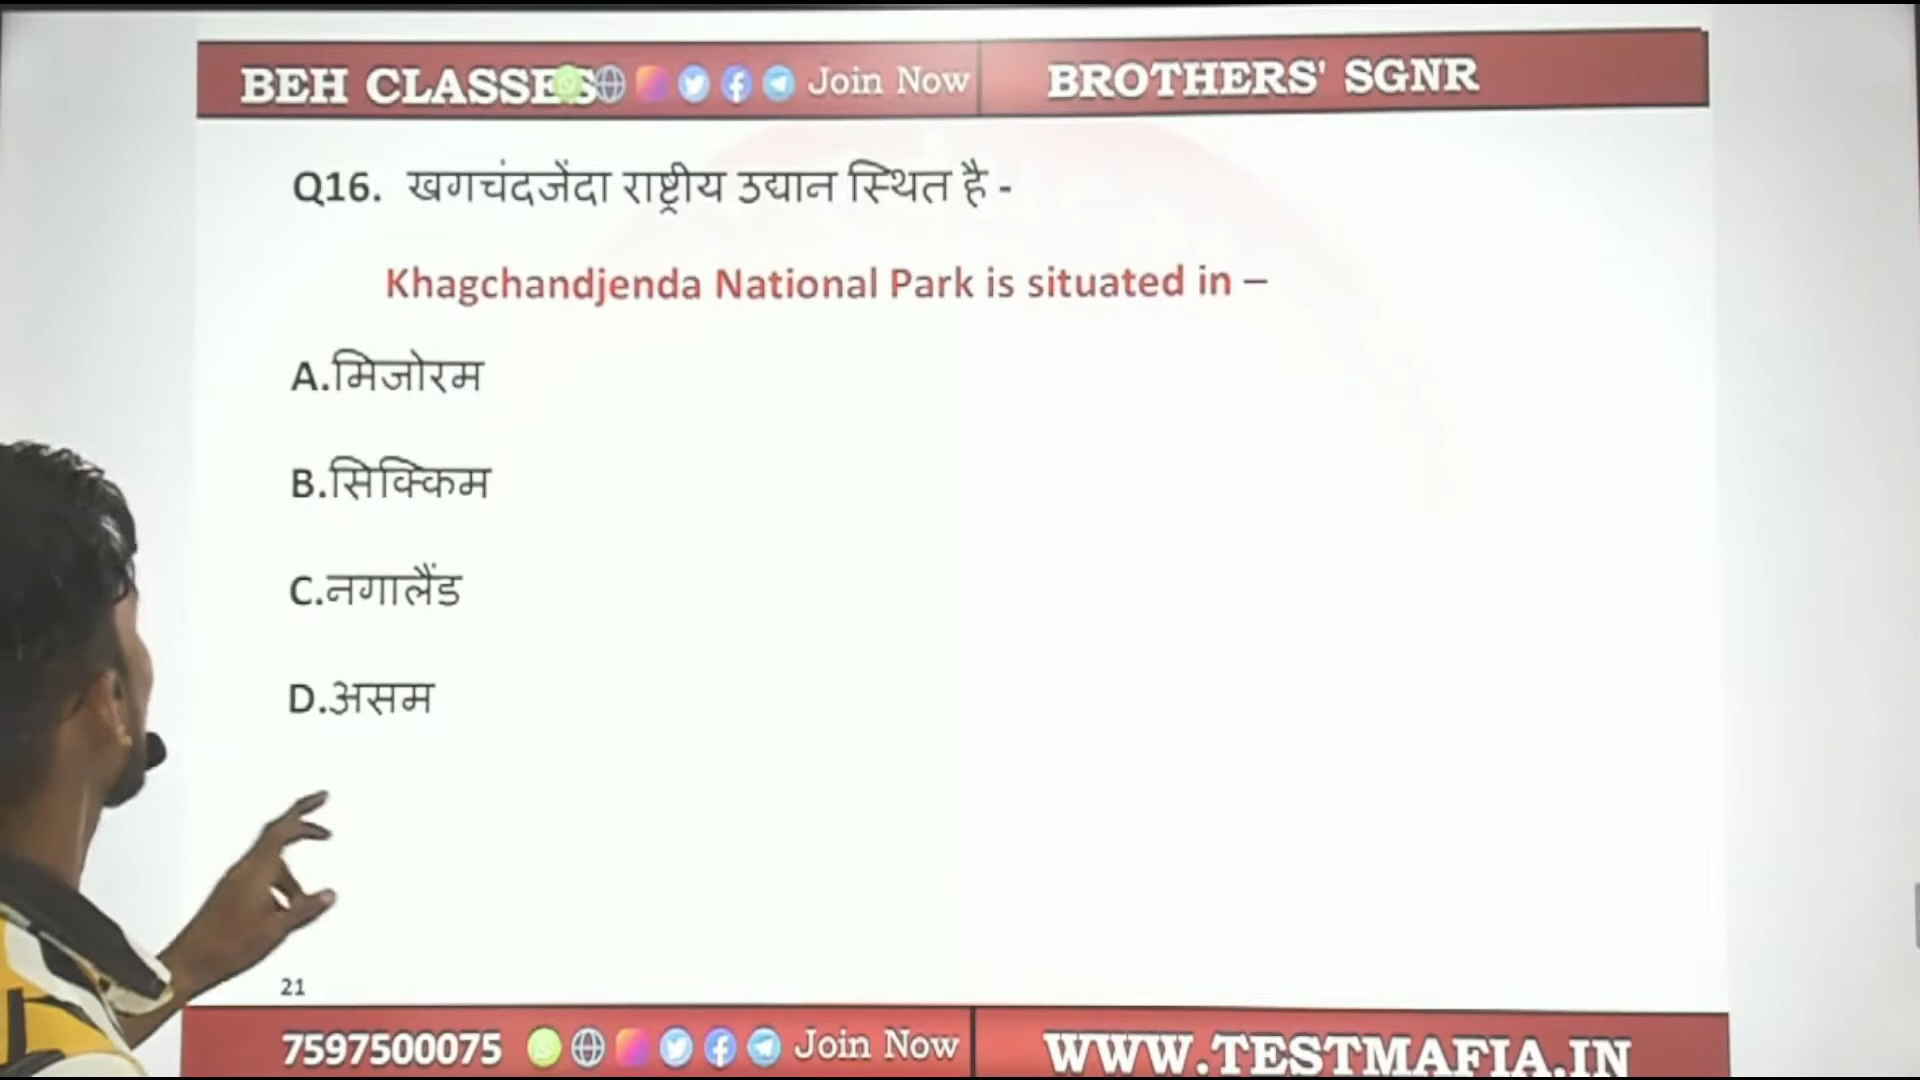 BEH CLASSES Join Now BROTHERS' SGNR
Q16. खगचंदजेंदा राष्ट्रीय उद्यान स्थित है -
Khagchandjenda National Park is situated in –
A.मिजोरम
B.सिक्किम
C.नगालैंड
D.असम
21
7597500075 Join Now WWW.TESTMAFIA.IN